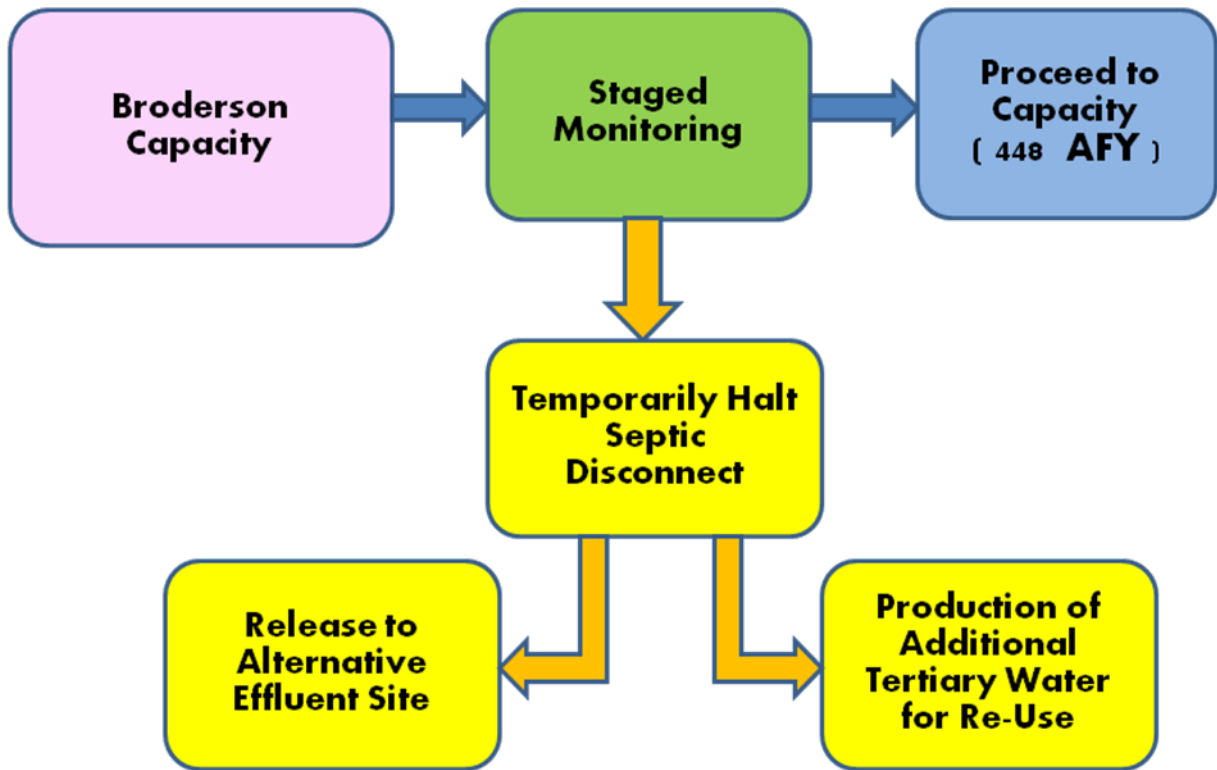 Broderson
Capacity
Staged
Monitoring
Proceed to
Capacity
( 448 AFY )
Temporarily Halt
Septic
Disconnect
Release to
Alternative
Effluent Site
Production of
Additional
Tertiary Water
for Re-Use